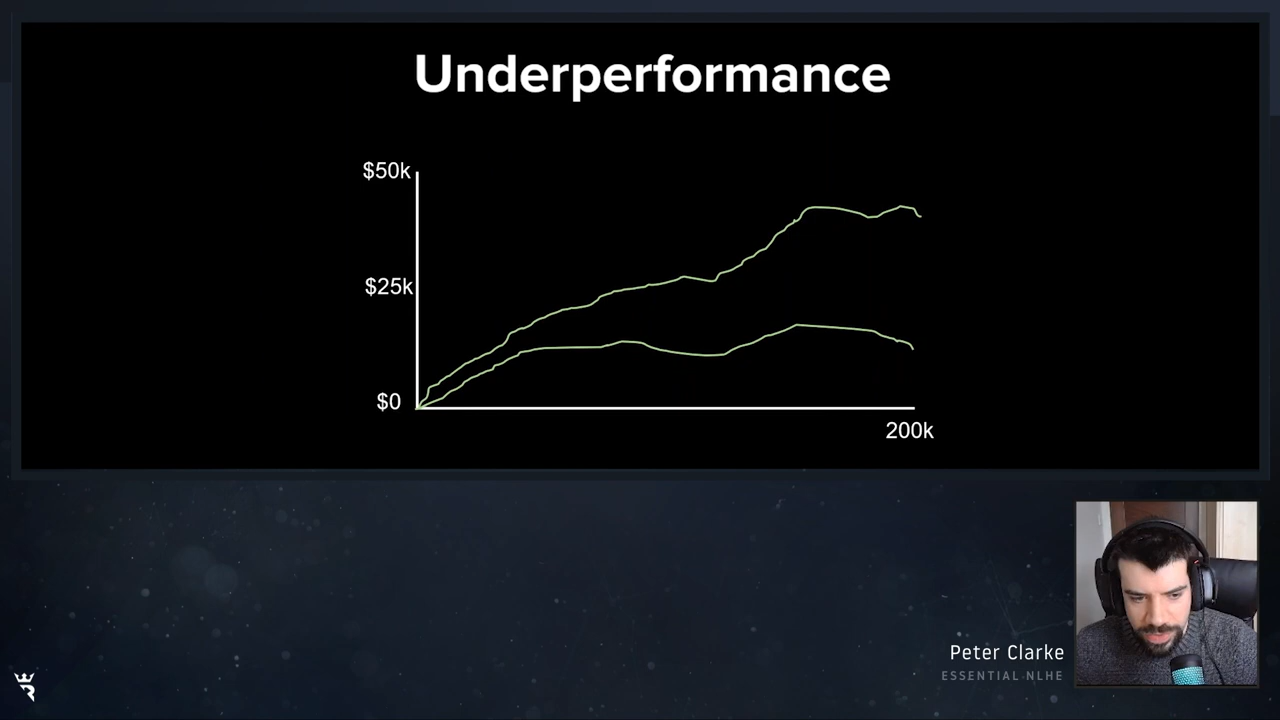 Underperformance
$50k
$25k
$0
200k
Peter Clarke
ESSENTIAL NLHE